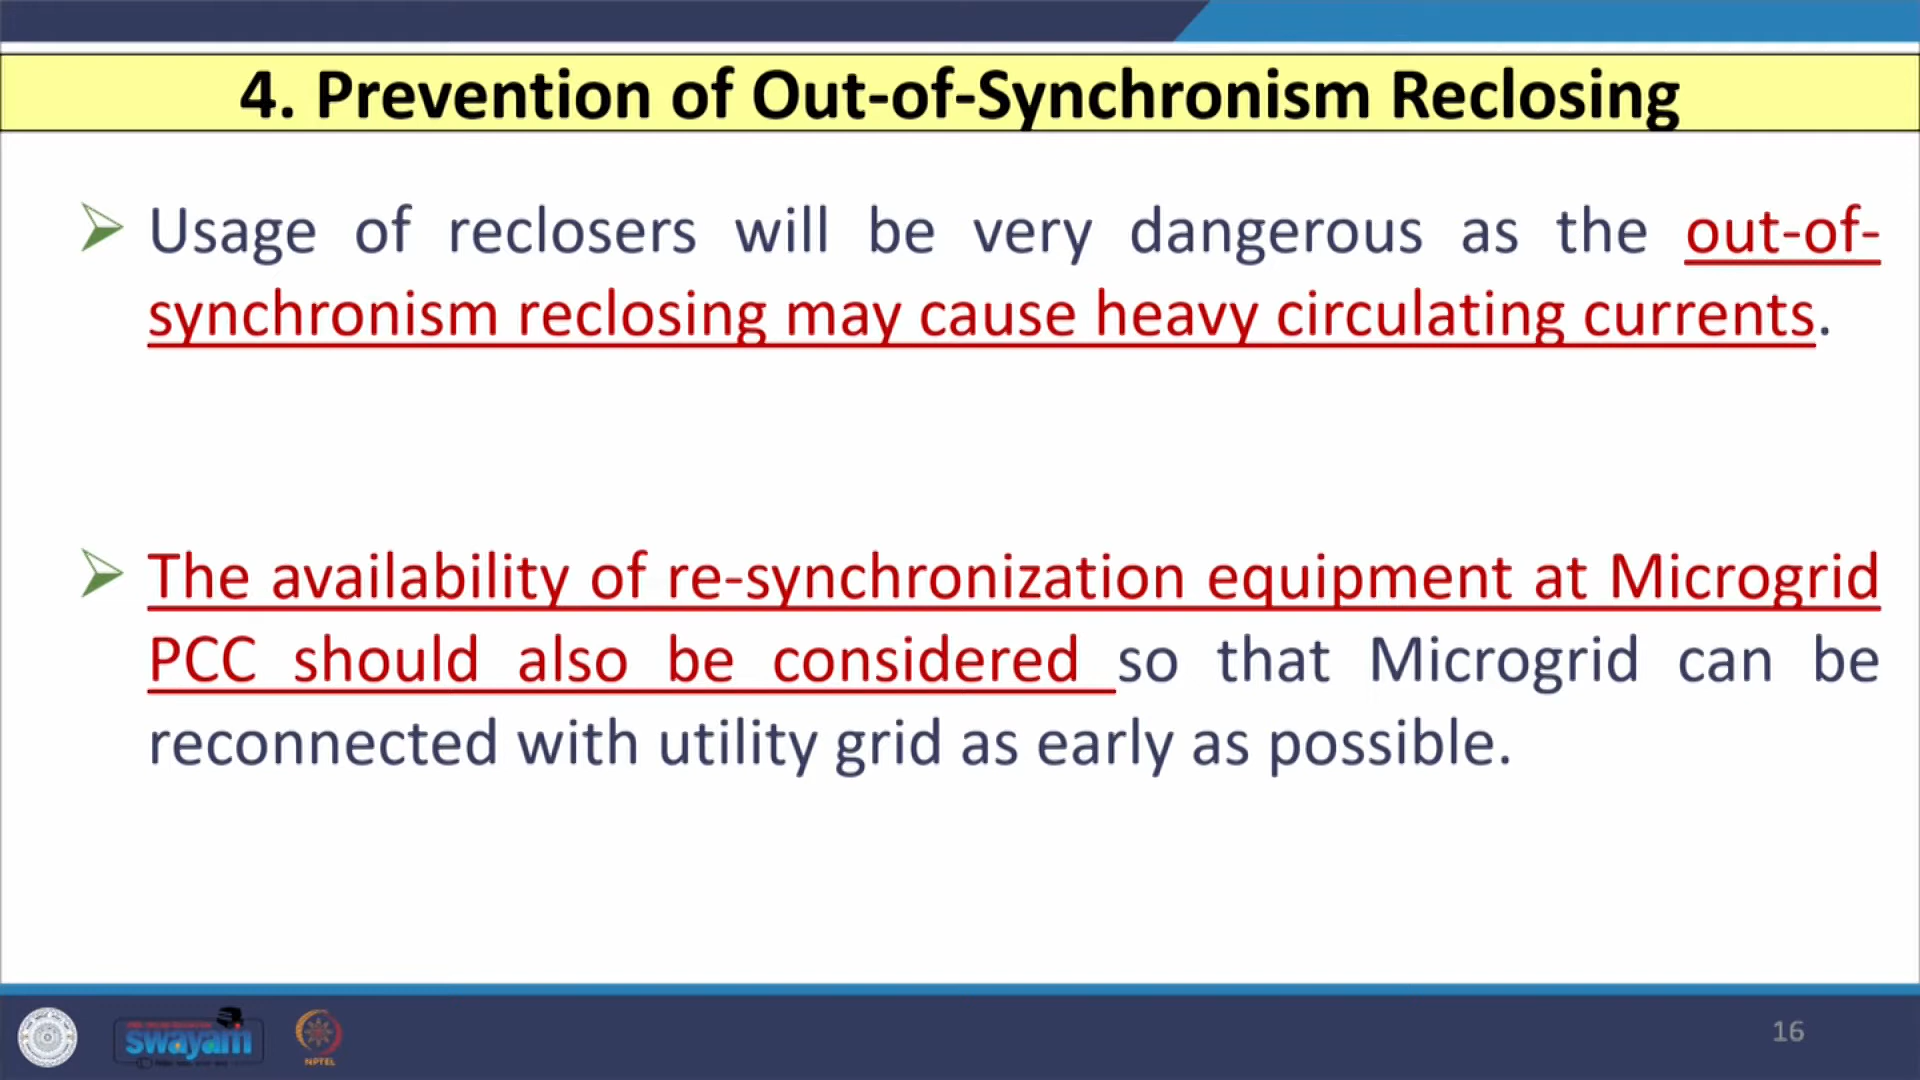 4. Prevention of Out-of-Synchronism Reclosing
Usage of reclosers will be very dangerous as the out-of-
synchronism reclosing may cause heavy circulating currents.
The availability of re-synchronization equipment at Microgrid
PCC should also be considered so that Microgrid can be
reconnected with utility grid as early as possible.
swayam
NPTEL
16